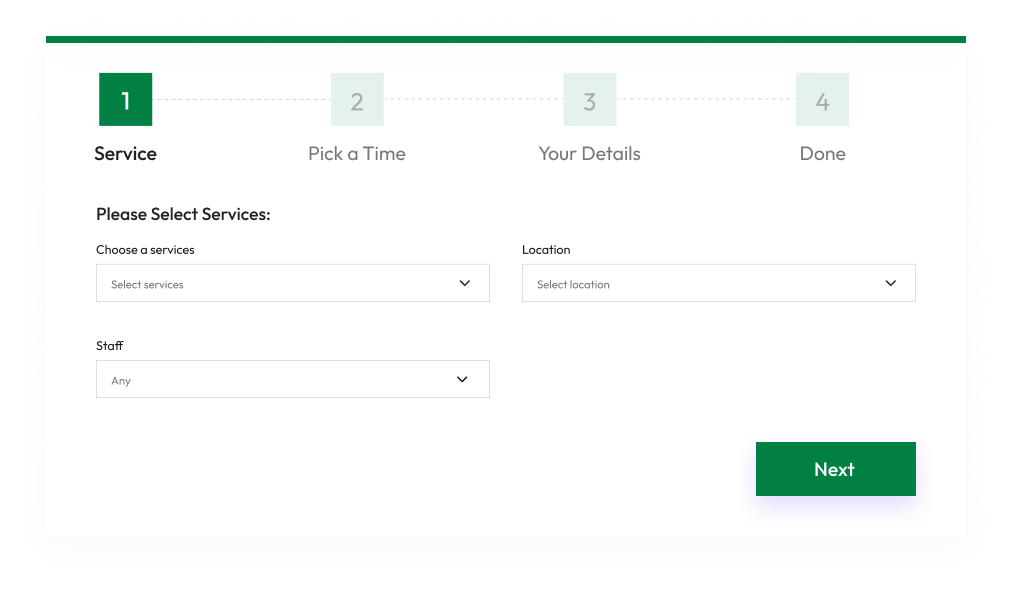 1
2
3
4
Service
Pick a Time
Your Details
Done
Please Select Services:
Choose a services
Location
Select services
Select location
Staff
Any
Next